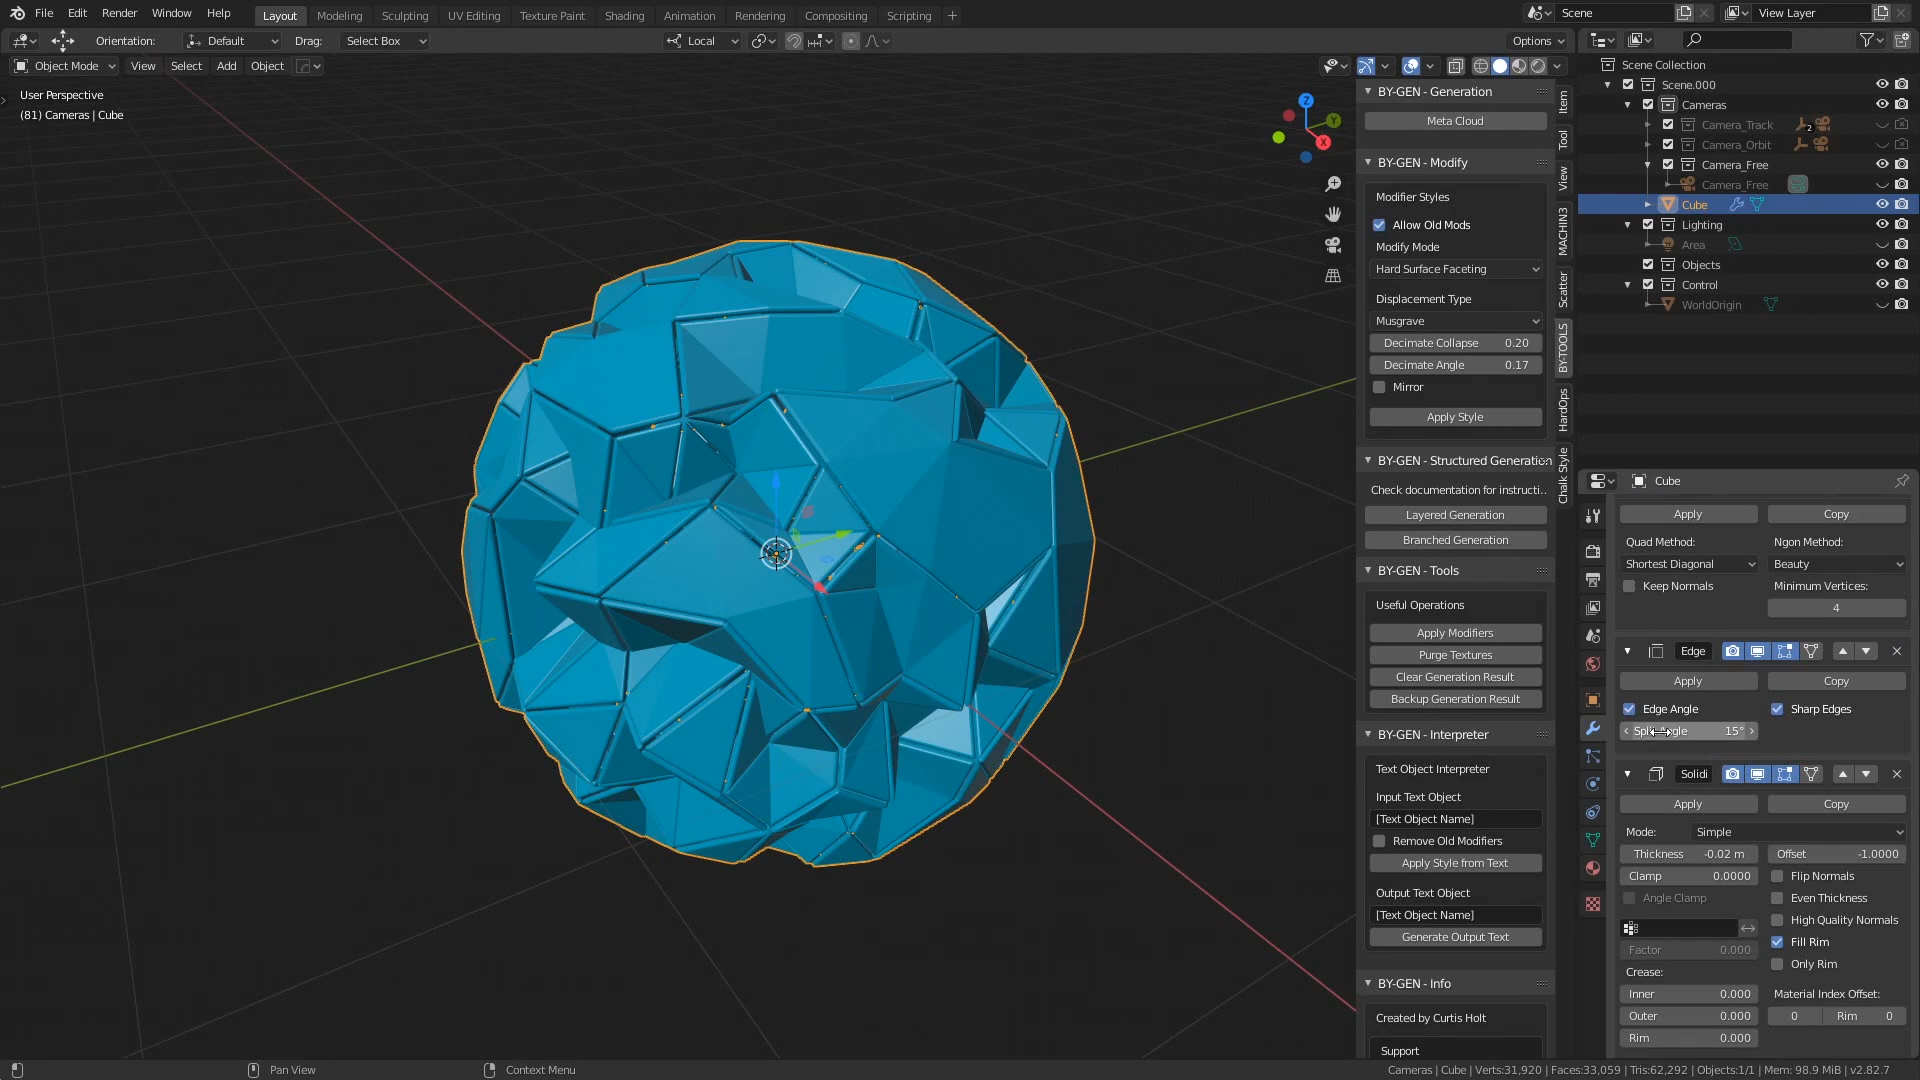 File Edit Render Window Help Layout Modeling Sculpting UV Editing Texture Paint Shading Animation Rendering Compositing Scripting + Scene View Layer
Orientation: Default Drag: Select Box Local Options
Object Mode View Select Add Object
User Perspective
(81) Cameras | Cube
Z
Y
X
BY-GEN - Generation
Meta Cloud
BY-GEN - Modify
Modifier Styles
Allow Old Mods
Modify Mode
Hard Surface Faceting
Displacement Type
Musgrave
Decimate Collapse 0.20
Decimate Angle 0.17
Mirror
Apply Style
BY-GEN - Structured Generation
Check documentation for instructi..
Layered Generation
Branched Generation
BY-GEN - Tools
Useful Operations
Apply Modifiers
Purge Textures
Clear Generation Result
Backup Generation Result
BY-GEN - Interpreter
Text Object Interpreter
Input Text Object
[Text Object Name]
Remove Old Modifiers
Apply Style from Text
Output Text Object
[Text Object Name]
Generate Output Text
BY-GEN - Info
Created by Curtis Holt
Support
Item
Tool
View
MACHIN3
Scatter
BY-TOOLS
HardOps
Chalk Style
Scene Collection
Scene.000
Cameras
Camera_Track 2
Camera_Orbit
Camera_Free
Camera_Free
Cube
Lighting
Area
Objects
Control
WorldOrigin
Cube
Apply Copy
Quad Method: Ngon Method:
Shortest Diagonal Beauty
Keep Normals Minimum Vertices:
4
Edge
Apply Copy
Edge Angle Sharp Edges
15°
Solidi
Apply Copy
Mode: Simple
Thickness -0.02 m Offset -1.0000
Clamp 0.0000 Flip Normals
Angle Clamp Even Thickness
High Quality Normals
Fill Rim
Factor 0.000
Only Rim
Crease:
Inner 0.000 Material Index Offset:
Outer 0.000 0 Rim 0
Rim 0.000
Pan View Context Menu Cameras | Cube | Verts:31,920 | Faces:33,059 | Tris:62,292 | Objects:1/1 | Mem: 98.9 MiB | v2.82.7